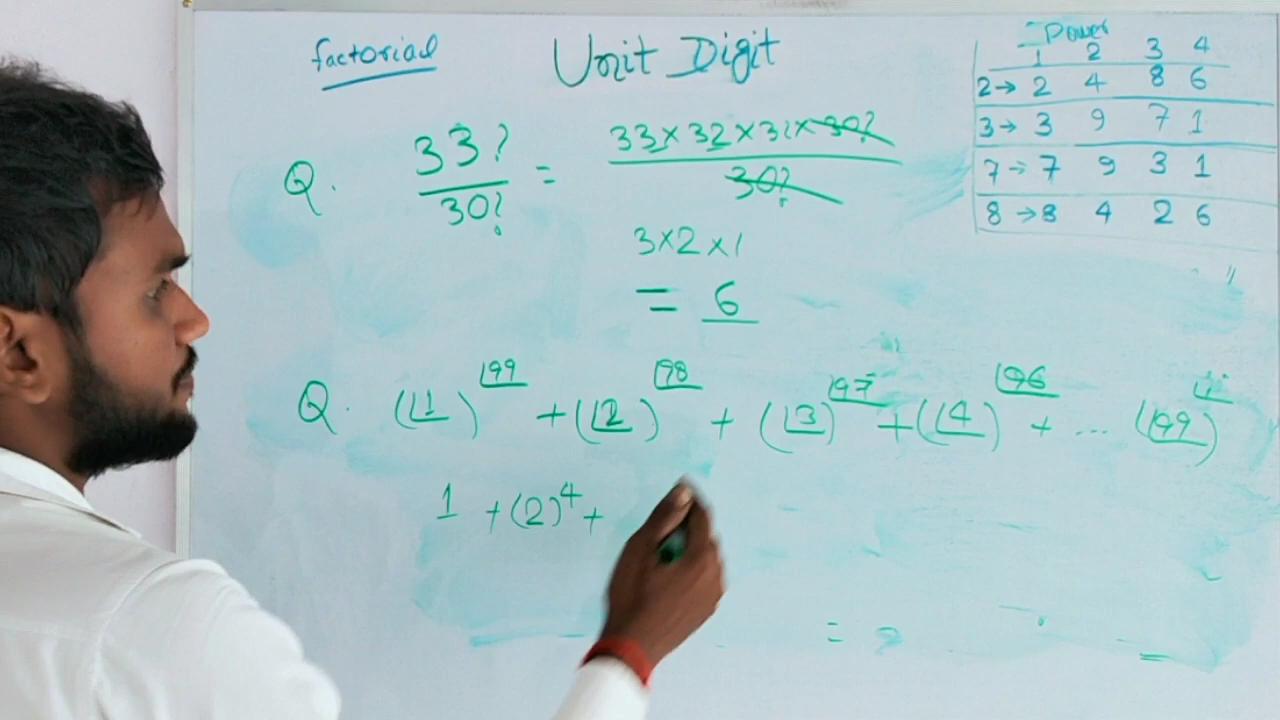 factorial
Unit Digit
Power
1 2 3 4
2→ 2 4 8 6
3→ 3 9 7 1
7→ 7 9 3 1
8→ 8 4 2 6
Q. 33! / 30! = 33×32×31×30! / 30!
3×2×1
= 6
Q. (1!)^199 + (2!)^198 + (3!)^197 + (4!)^196 + ... (199)^1
1 + (2)^4 +
= ?